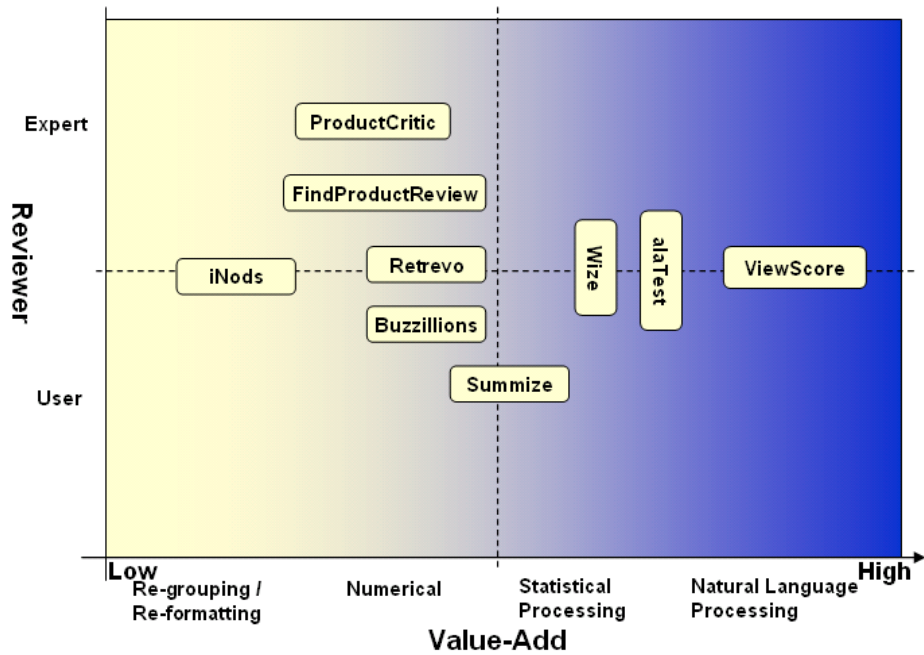 Expert
ProductCritic
FindProductReview
Reviewer
iNods
Retrevo
Wize
alaTest
ViewScore
Buzzillions
Summize
User
Low
High
Re-grouping /
Re-formatting
Numerical
Statistical
Processing
Natural Language
Processing
Value-Add